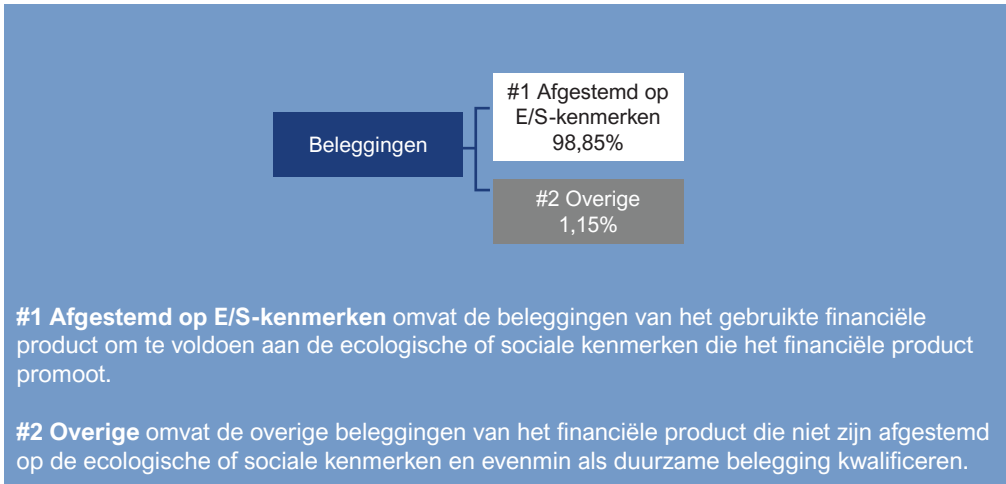 Beleggingen
#1 Afgestemd op
E/S-kenmerken
98,85%
#2 Overige
1,15%
#1 Afgestemd op E/S-kenmerken omvat de beleggingen van het gebruikte financiële
product om te voldoen aan de ecologische of sociale kenmerken die het financiële product
promoot.
#2 Overige omvat de overige beleggingen van het financiële product die niet zijn afgestemd
op de ecologische of sociale kenmerken en evenmin als duurzame belegging kwalificeren.